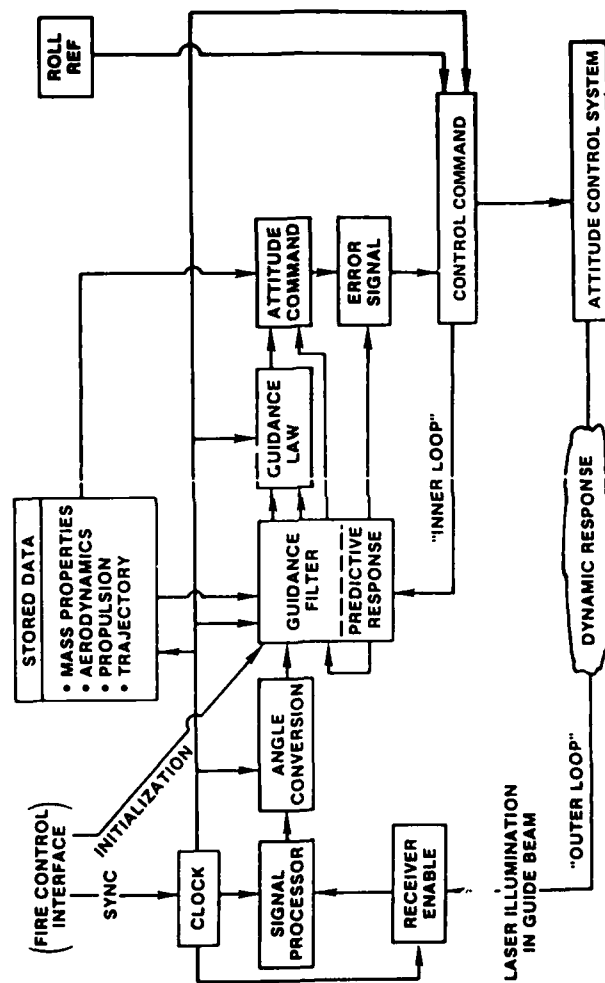 (FIRE CONTROL
INTERFACE)
SYNC
INITIALIZATION
CLOCK
SIGNAL
PROCESSOR
RECEIVER
ENABLE
LASER ILLUMINATION
IN GUIDE BEAM
ANGLE
CONVERSION
STORED DATA
• MASS PROPERTIES
• AERODYNAMICS
• PROPULSION
• TRAJECTORY
GUIDANCE
FILTER
PREDICTIVE
RESPONSE
GUIDANCE
LAW
ATTITUDE
COMMAND
ERROR
SIGNAL
ROLL
REF
"INNER LOOP"
CONTROL COMMAND
"OUTER LOOP"
DYNAMIC RESPONSE
ATTITUDE CONTROL SYSTEM